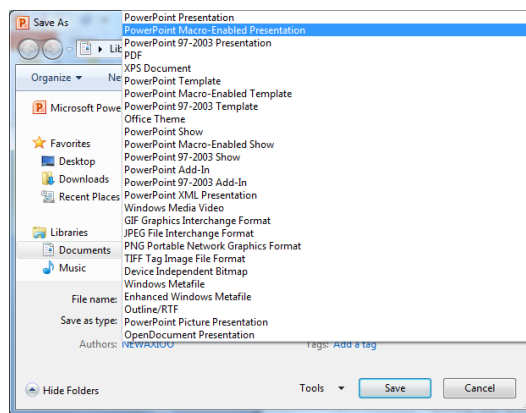 Save As
PowerPoint Presentation
PowerPoint Macro-Enabled Presentation
PowerPoint 97-2003 Presentation
PDF
XPS Document
PowerPoint Template
PowerPoint Macro-Enabled Template
PowerPoint 97-2003 Template
Office Theme
PowerPoint Show
PowerPoint Macro-Enabled Show
PowerPoint 97-2003 Show
PowerPoint Add-In
PowerPoint 97-2003 Add-In
PowerPoint XML Presentation
Windows Media Video
GIF Graphics Interchange Format
JPEG File Interchange Format
PNG Portable Network Graphics Format
TIFF Tag Image File Format
Device Independent Bitmap
Windows Metafile
Enhanced Windows Metafile
Outline/RTF
PowerPoint Picture Presentation
OpenDocument Presentation
Lib
Organize Ne
Microsoft Powe
Favorites
Desktop
Downloads
Recent Places
Libraries
Documents
Music
File name:
Save as type:
Authors: NEWAXIOO Tags: Add a tag
Hide Folders Tools Save Cancel